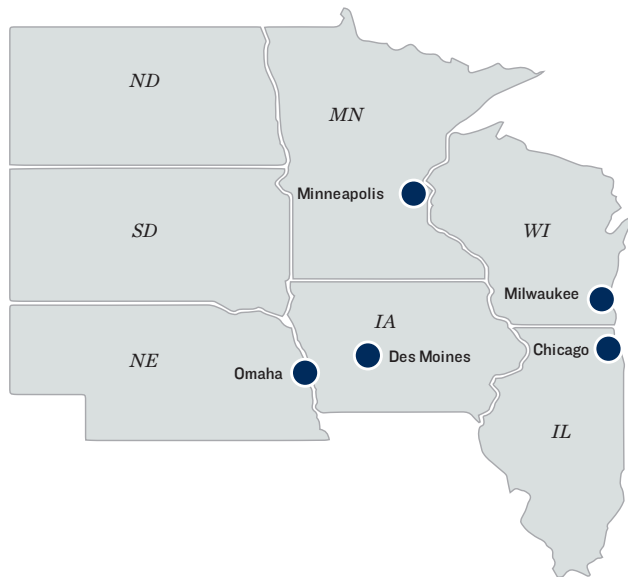 ND
MN
Minneapolis
SD
WI
Milwaukee
IA
Chicago
Des Moines
NE
Omaha
IL